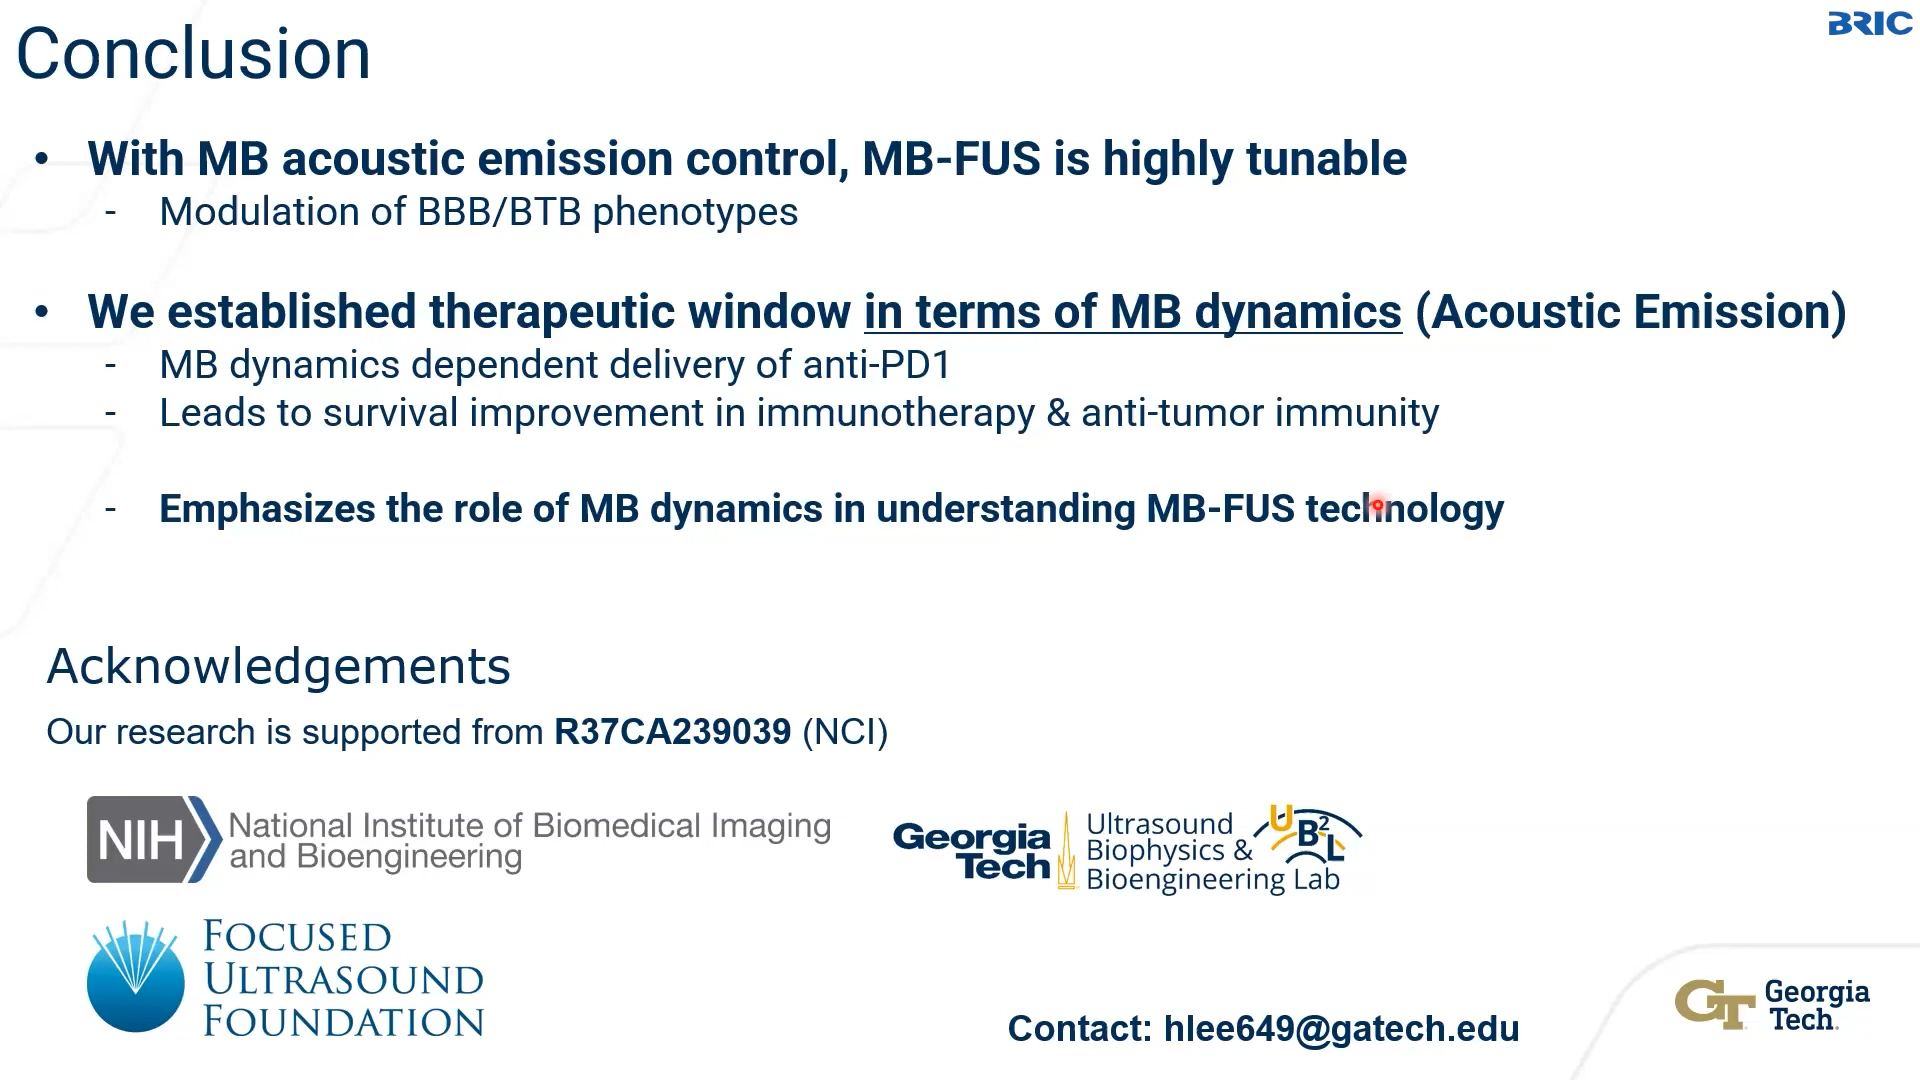 BRIC
Conclusion
• With MB acoustic emission control, MB-FUS is highly tunable
- Modulation of BBB/BTB phenotypes
• We established therapeutic window in terms of MB dynamics (Acoustic Emission)
- MB dynamics dependent delivery of anti-PD1
- Leads to survival improvement in immunotherapy & anti-tumor immunity
- Emphasizes the role of MB dynamics in understanding MB-FUS technology
Acknowledgements
Our research is supported from R37CA239039 (NCI)
NIH
National Institute of Biomedical Imaging
and Bioengineering
Georgia
Tech
Ultrasound
Biophysics &
Bioengineering Lab
UB2L
FOCUSED
ULTRASOUND
FOUNDATION
Contact: hlee649@gatech.edu
GT
Georgia
Tech.